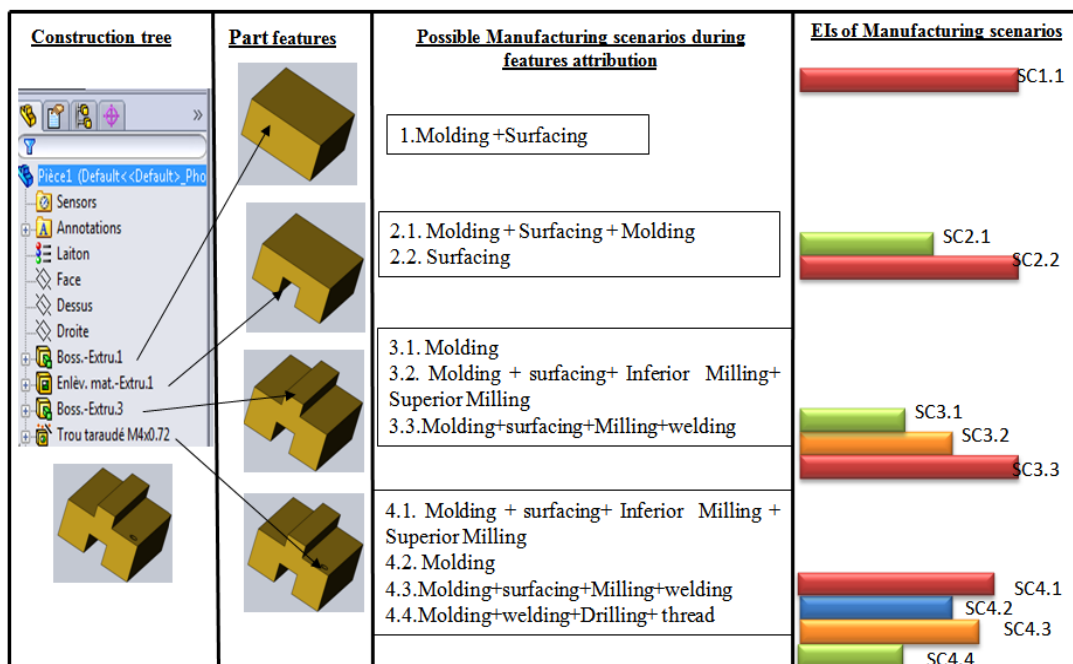 Construction tree
Part features
Possible Manufacturing scenarios during
features attribution
EIs of Manufacturing scenarios
»
Pièce1 (Default<<Default>_Pho
Sensors
A Annotations
Laiton
Face
Dessus
Droite
Boss.-Extru.1
Enlèv. mat.-Extru.1
Boss.-Extru.3
Trou taraudé M4x0.72
1.Molding +Surfacing
2.1. Molding + Surfacing + Molding
2.2. Surfacing
3.1. Molding
3.2. Molding + surfacing+ Inferior Milling+
Superior Milling
3.3.Molding+surfacing+Milling+welding
4.1. Molding + surfacing+ Inferior Milling +
Superior Milling
4.2. Molding
4.3.Molding+surfacing+Milling+welding
4.4.Molding+welding+Drilling+ thread
SC1.1
SC2.1
SC2.2
SC3.1
SC3.2
SC3.3
SC4.1
SC4.2
SC4.3
SC4.4